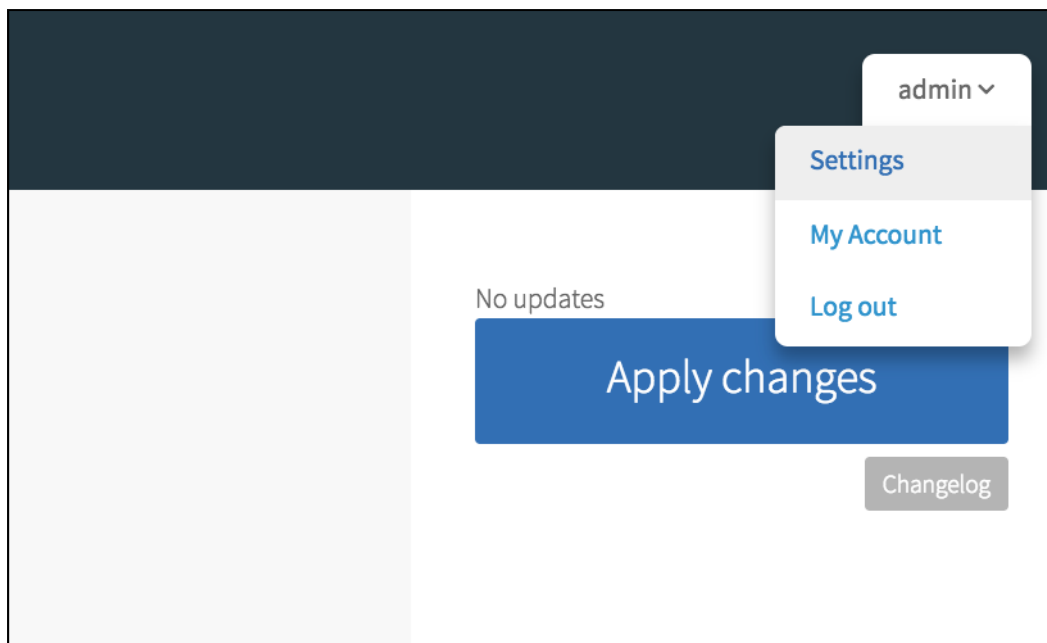 admin
Settings
My Account
Log out
No updates
Apply changes
Changelog